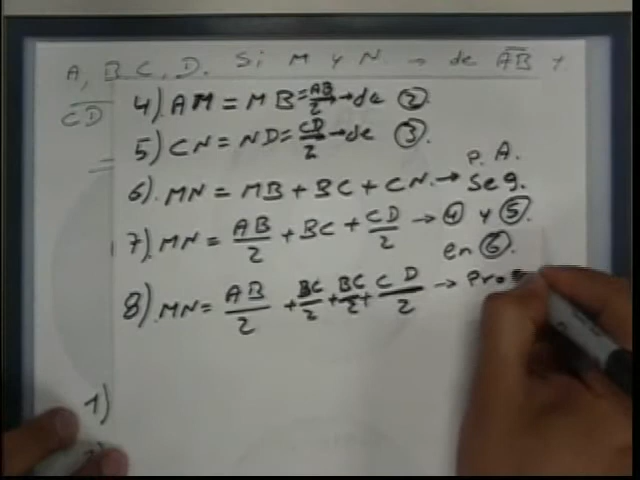 A, B C, D. Si M y N → de AB y
CD
4) AM = MB = AB/2 → de ②
5) CN = ND = CD/2 → de ③
P. A.
6) MN = MB + BC + CN. → Seg.
7) MN = AB/2 + BC + CD/2 → ④ y ⑤.
en ⑥.
8) MN = AB/2 + BC/2 + BC/2 + CD/2 → Pro
1)